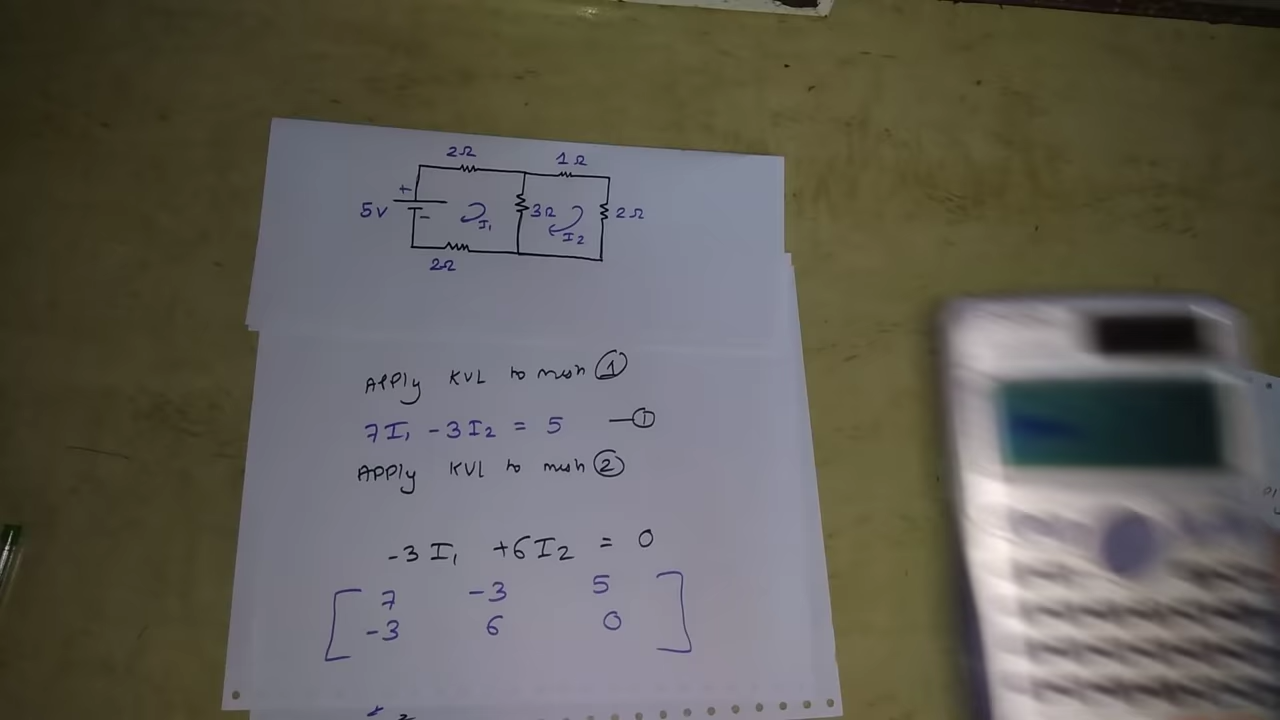 2Ω 1Ω
+
5V - I₁ 3Ω I₂ 2Ω
2Ω
APPly KVL to mesh ①
7I₁ -3I₂ = 5 —①
APPly KVL to mesh ②
-3I₁ +6I₂ = 0
7 -3 5
-3 6 0